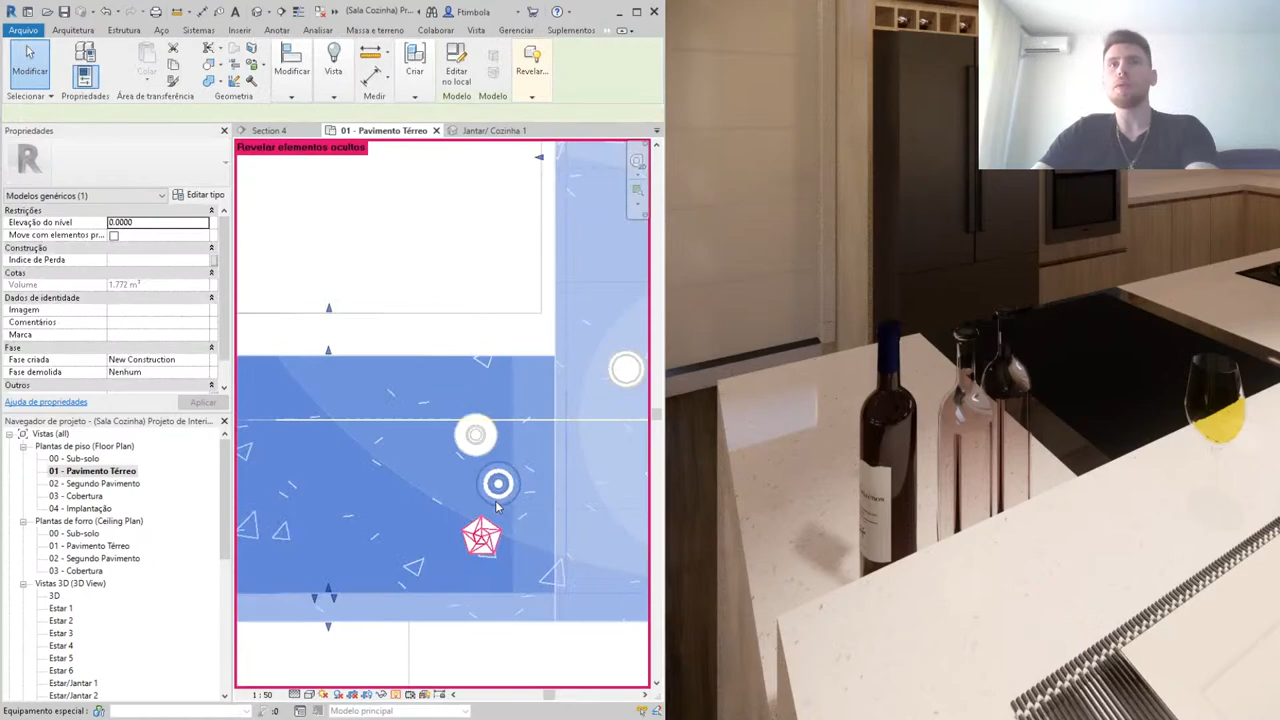 (Sala Cozinha) Pr...
Ftimbola
Arquivo
Arquitetura
Estrutura
Aço
Sistemas
Inserir
Anotar
Analisar
Massa e terreno
Colaborar
Vista
Gerenciar
Suplementos
Modificar
Colar
Modificar
Vista
Criar
Editar
no local
Revelar...
Selecionar
Propriedades
Área de transferência
Geometria
Medir
Modelo
Modelo
Propriedades
Section 4
01 - Pavimento Térreo
Jantar/ Cozinha 1
Revelar elementos ocultos
Modelos genéricos (1)
Editar tipo
Restrições
Elevação do nível
0.0000
Move com elementos pr...
Construção
Indice de Perda
Cotas
Volume
1.772 m³
Dados de identidade
Imagem
Comentários
Marca
Fase
Fase criada
New Construction
Fase demolida
Nenhum
Outros
Ajuda de propriedades
Aplicar
Navegador de projeto - (Sala Cozinha) Projeto de Interi...
Vistas (all)
Plantas de piso (Floor Plan)
00 - Sub-solo
01 - Pavimento Térreo
02 - Segundo Pavimento
03 - Cobertura
04 - Implantação
Plantas de forro (Ceiling Plan)
00 - Sub-solo
01 - Pavimento Térreo
02 - Segundo Pavimento
03 - Cobertura
Vistas 3D (3D View)
3D
Estar 1
Estar 2
Estar 3
Estar 4
Estar 5
Estar 6
Estar/Jantar 1
Estar/Jantar 2
1 : 50
Equipamento especial:
:0
Modelo principal